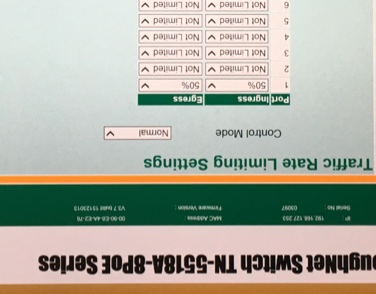 oughNet Switch TN-5518A-8PoE Series
IP : 192.168.127.253 MAC Address : 00-90-E8-4A-E2-76
Serial No : 03097 Firmware Version : V3.7 build 15123013
Traffic Rate Limiting Settings
Control Mode Normal
Port Ingress Egress
1 50% 50%
2 Not Limited Not Limited
3 Not Limited Not Limited
4 Not Limited Not Limited
5 Not Limited Not Limited
6 Not Limited Not Limited